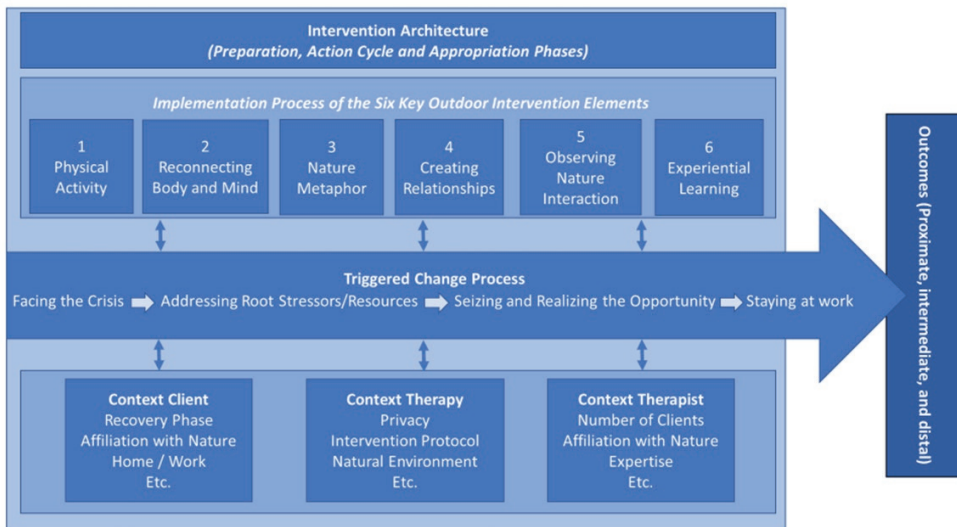 Intervention Architecture
(Preparation, Action Cycle and Appropriation Phases)
Implementation Process of the Six Key Outdoor Intervention Elements
1
Physical
Activity
2
Reconnecting
Body and Mind
3
Nature
Metaphor
4
Creating
Relationships
5
Observing
Nature
Interaction
6
Experiential
Learning
Triggered Change Process
Facing the Crisis ➡ Addressing Root Stressors/Resources ➡ Seizing and Realizing the Opportunity ➡ Staying at work
Context Client
Recovery Phase
Affiliation with Nature
Home / Work
Etc.
Context Therapy
Privacy
Intervention Protocol
Natural Environment
Etc.
Context Therapist
Number of Clients
Affiliation with Nature
Expertise
Etc.
Outcomes (Proximate, intermediate, and distal)